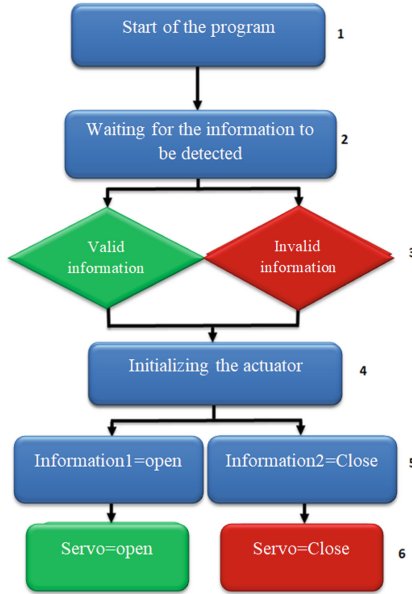 Start of the program
1
Waiting for the information to
be detected
2
Valid
information
Invalid
information
3
Initializing the actuator
4
Information1=open
Information2=Close
5
Servo=open
Servo=Close
6